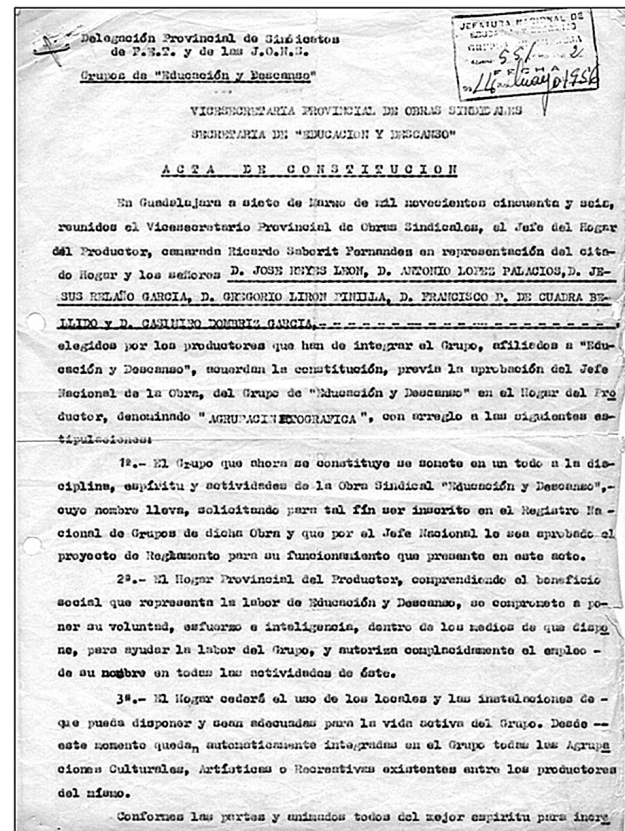 Delegación Provincial de Sindicatos
de F.E.T. y de las J.O.N.S.
Grupos de "Educación y Descanso"
JEFATURA NACIONAL DE
FECHA
VICESECRETARIA PROVINCIAL DE OBRAS SINDICALES
SECRETARIA DE "EDUCACION Y DESCANSO"
ACTA DE CONSTITUCION
En Guadalajara a siete de Marzo de mil novecientos cincuenta y seis,
reunidos el Vicesecretario Provincial de Obras Sindicales, el Jefe del Hogar
del Productor, camarada Ricardo Saborit Fernandes en representación del cita-
do Hogar y los señores D. JOSE REYES LEON, D. ANTONIO LOPEZ PALACIOS, D. JE-
SUS RELAÑO GARCIA, D. GREGORIO LIRON PINILLA, D. FRANCISCO P. DE CUADRA BE-
LLIDO y D. CASIMIRO DOMBRIZ GARCIA,- - - - - - - - - - - - - - - - - -,
elegidos por los productores que han de integrar el Grupo, afiliados a "Edu-
cación y Descanso", acuerdan la constitución, previa la aprobación del Jefe
Nacional de la Obra, del Grupo de "Educación y Descanso" en el Hogar del Pro
ductor, denominado " ", con arreglo a las siguientes es-
tipulaciones:
1ª.- El Grupo que ahora se constituye se somete en un todo a la dis-
ciplina, espíritu y actividades de la Obra Sindical "Educación y Descanso",-
cuyo nombre lleva, solicitando para tal fín ser inscrito en el Registro Na-
cional de Grupos de dicha Obra y que por el Jefe Nacional le sea aprobado el
proyecto de Reglamento para su funcionamiento que presente en este acto.
2ª.- El Hogar Provincial del Productor, comprendiendo el beneficio
social que representa la labor de Educación y Descanso, se compromete a po-
ner su voluntad, esfuerzo e inteligencia, dentro de los medios de que dispo
ne, para ayudar la labor del Grupo, y autoriza complacidamente el empleo -
de su nombre en todas las actividades de éste.
3ª.- El Hogar cederá el uso de los locales y las instalaciones de -
que pueda disponer y sean adecuadas para la vida activa del Grupo. Desde --
este momento quedan automáticamente integradas en el Grupo todas las Agrupa
ciones Culturales, Artísticas o Recreativas existentes entre los productores
del mismo.
Conformes las partes y animados todos del mejor espíritu para incre